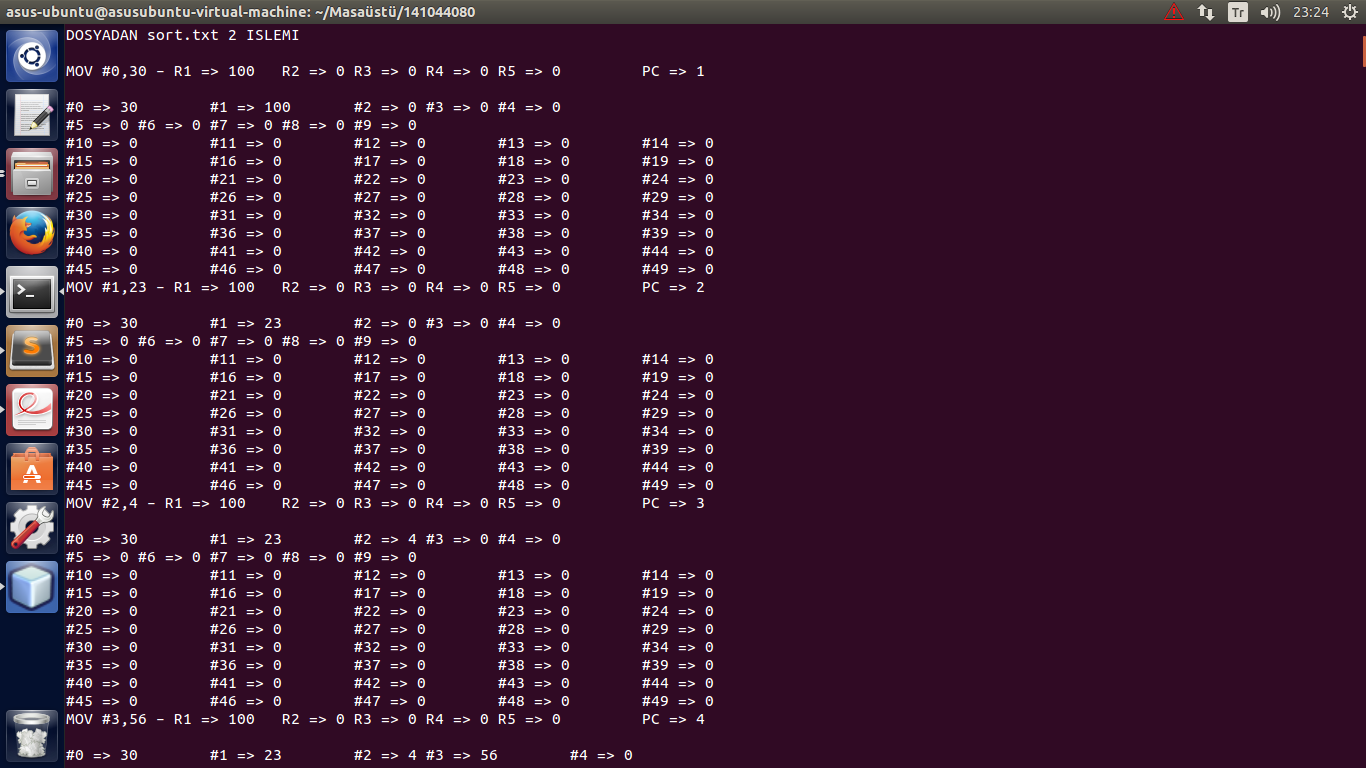 asus-ubuntu@asusubuntu-virtual-machine: ~/Masaüstü/141044080 Tr 23:24
DOSYADAN sort.txt 2 ISLEMI
MOV #0,30 - R1 => 100 R2 => 0 R3 => 0 R4 => 0 R5 => 0 PC => 1
#0 => 30 #1 => 100 #2 => 0 #3 => 0 #4 => 0
#5 => 0 #6 => 0 #7 => 0 #8 => 0 #9 => 0
#10 => 0 #11 => 0 #12 => 0 #13 => 0 #14 => 0
#15 => 0 #16 => 0 #17 => 0 #18 => 0 #19 => 0
#20 => 0 #21 => 0 #22 => 0 #23 => 0 #24 => 0
#25 => 0 #26 => 0 #27 => 0 #28 => 0 #29 => 0
#30 => 0 #31 => 0 #32 => 0 #33 => 0 #34 => 0
#35 => 0 #36 => 0 #37 => 0 #38 => 0 #39 => 0
#40 => 0 #41 => 0 #42 => 0 #43 => 0 #44 => 0
#45 => 0 #46 => 0 #47 => 0 #48 => 0 #49 => 0
MOV #1,23 - R1 => 100 R2 => 0 R3 => 0 R4 => 0 R5 => 0 PC => 2
#0 => 30 #1 => 23 #2 => 0 #3 => 0 #4 => 0
#5 => 0 #6 => 0 #7 => 0 #8 => 0 #9 => 0
#10 => 0 #11 => 0 #12 => 0 #13 => 0 #14 => 0
#15 => 0 #16 => 0 #17 => 0 #18 => 0 #19 => 0
#20 => 0 #21 => 0 #22 => 0 #23 => 0 #24 => 0
#25 => 0 #26 => 0 #27 => 0 #28 => 0 #29 => 0
#30 => 0 #31 => 0 #32 => 0 #33 => 0 #34 => 0
#35 => 0 #36 => 0 #37 => 0 #38 => 0 #39 => 0
#40 => 0 #41 => 0 #42 => 0 #43 => 0 #44 => 0
#45 => 0 #46 => 0 #47 => 0 #48 => 0 #49 => 0
MOV #2,4 - R1 => 100 R2 => 0 R3 => 0 R4 => 0 R5 => 0 PC => 3
#0 => 30 #1 => 23 #2 => 4 #3 => 0 #4 => 0
#5 => 0 #6 => 0 #7 => 0 #8 => 0 #9 => 0
#10 => 0 #11 => 0 #12 => 0 #13 => 0 #14 => 0
#15 => 0 #16 => 0 #17 => 0 #18 => 0 #19 => 0
#20 => 0 #21 => 0 #22 => 0 #23 => 0 #24 => 0
#25 => 0 #26 => 0 #27 => 0 #28 => 0 #29 => 0
#30 => 0 #31 => 0 #32 => 0 #33 => 0 #34 => 0
#35 => 0 #36 => 0 #37 => 0 #38 => 0 #39 => 0
#40 => 0 #41 => 0 #42 => 0 #43 => 0 #44 => 0
#45 => 0 #46 => 0 #47 => 0 #48 => 0 #49 => 0
MOV #3,56 - R1 => 100 R2 => 0 R3 => 0 R4 => 0 R5 => 0 PC => 4
#0 => 30 #1 => 23 #2 => 4 #3 => 56 #4 => 0